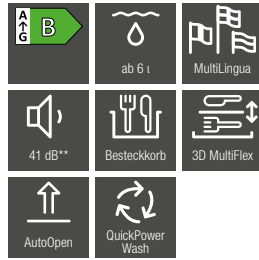 A
G
B
ab 6 l
MultiLingua
41 dB**
Besteckkorb
3D MultiFlex
AutoOpen
QuickPower
Wash